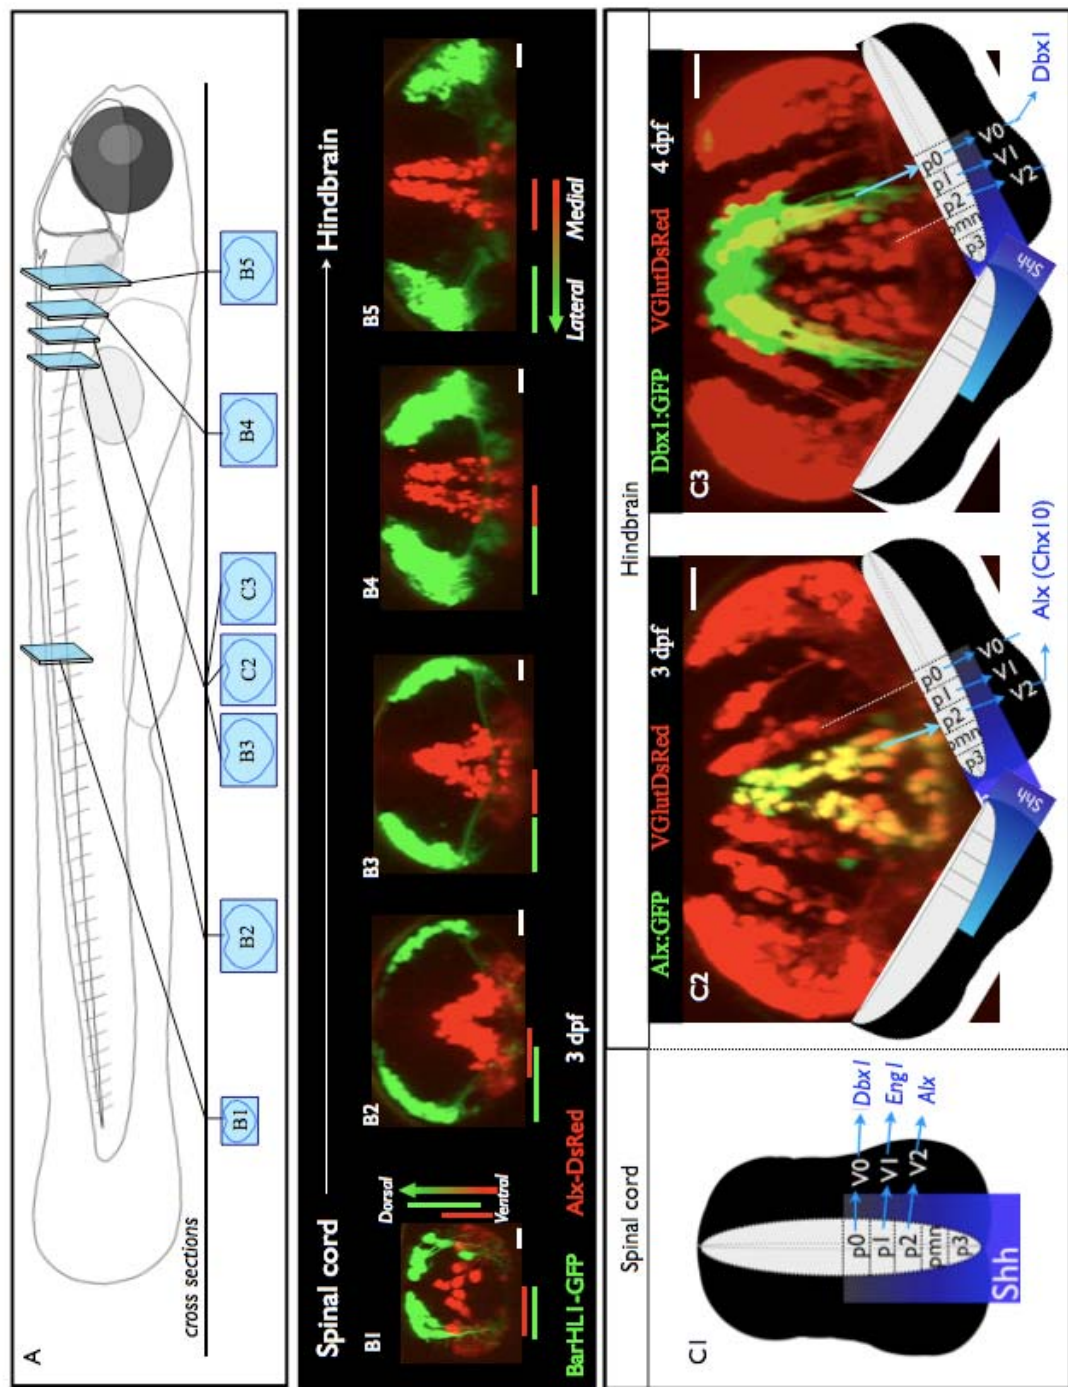 A
cross sections
B1
B2
B3
C2
C3
B4
B5
Spinal cord
Hindbrain
B1
Dorsal
Ventral
B2
B3
B4
B5
Lateral Medial
BarHL1-GFP Alx-DsRed 3 dpf
Spinal cord
Hindbrain
C1
p0 V0 Dbx1
p1 V1 Eng1
p2 V2 Alx
pmn
p3
Shh
Alx:GFP VGlutDsRed 3 dpf
C2
p0 V0
p1 V1
p2 V2
pmn
p3
Shh
Alx (Chx10)
Dbx1:GFP VGlutDsRed 4 dpf
C3
p0 V0
p1 V1
p2 V2
pmn
p3
Shh
Dbx1